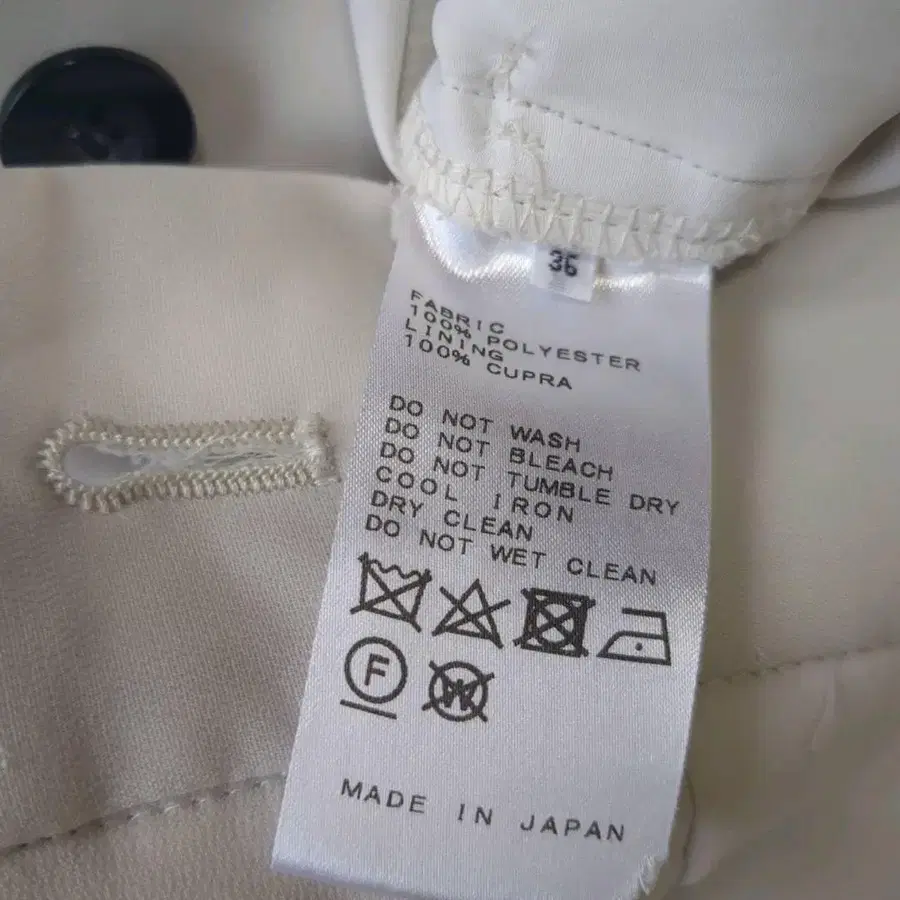 36
FABRIC
100% POLYESTER
LINING
100% CUPRA
DO NOT WASH
DO NOT BLEACH
DO NOT TUMBLE DRY
COOL IRON
DRY CLEAN
DO NOT WET CLEAN
F W
MADE IN JAPAN